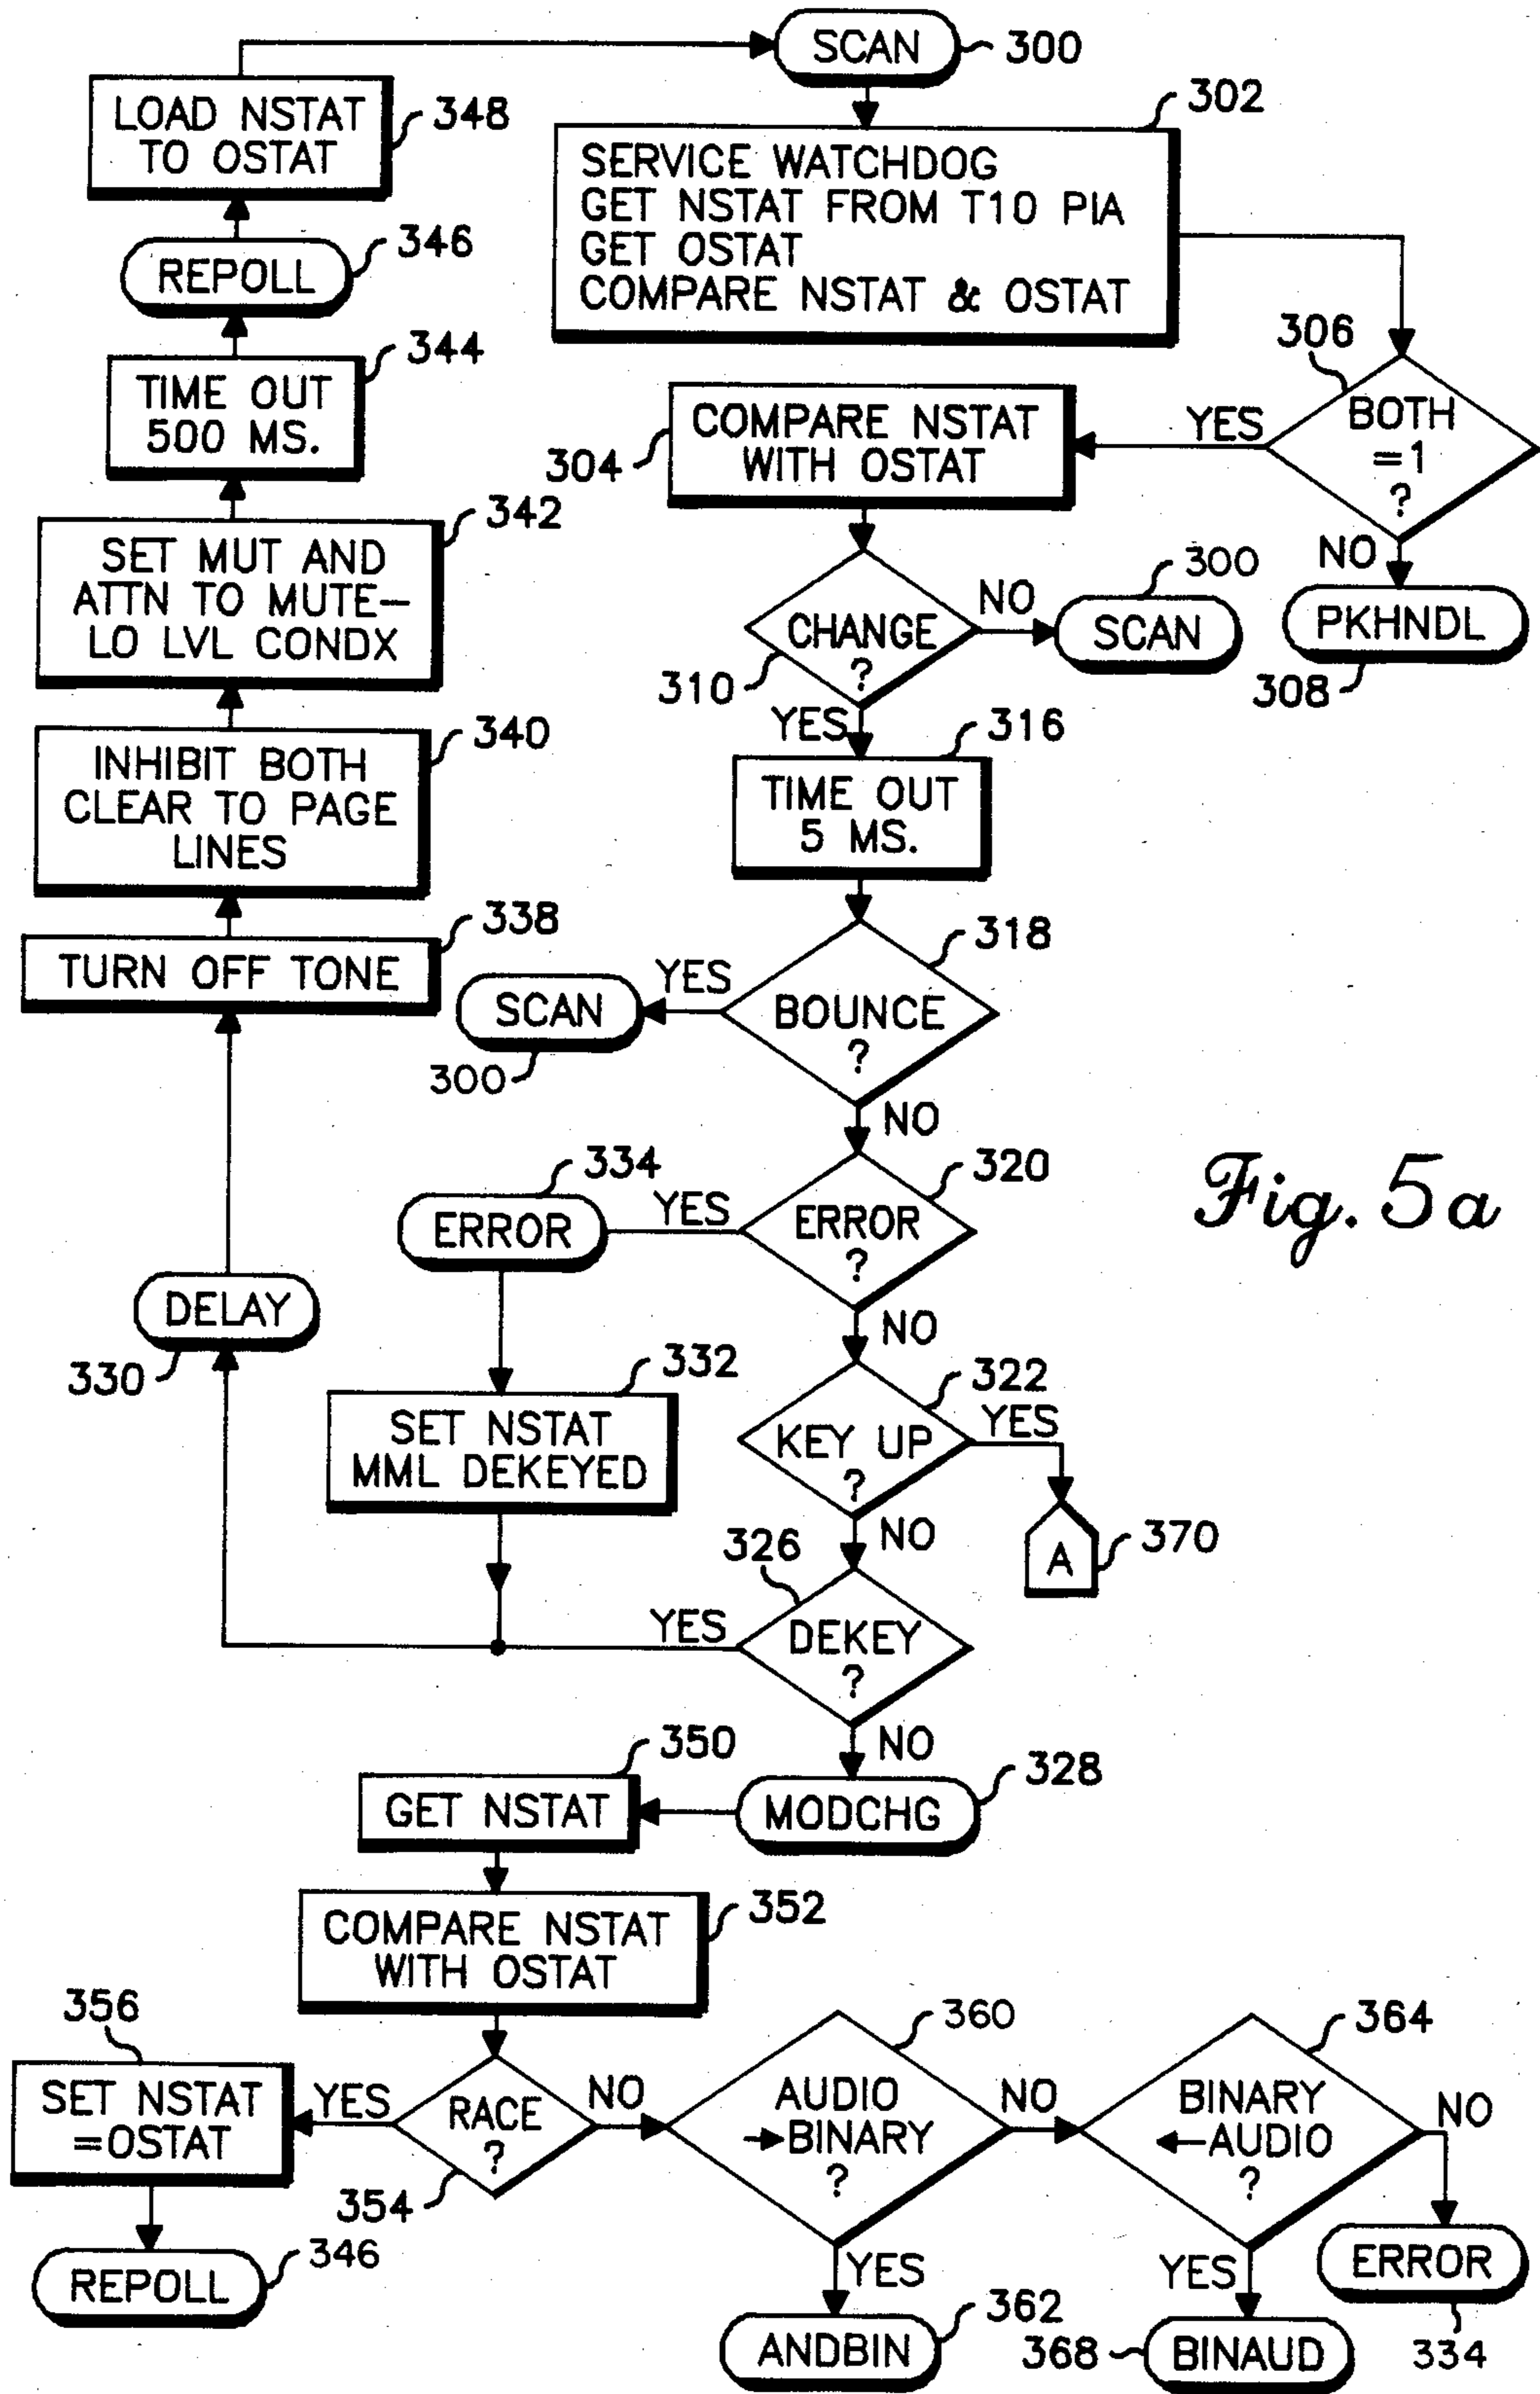 SCAN
300
LOAD NSTAT
TO OSTAT
348
302
SERVICE WATCHDOG
GET NSTAT FROM T10 PIA
GET OSTAT
COMPARE NSTAT & OSTAT
REPOLL
346
344
TIME OUT
500 MS.
306
BOTH
=1
?
YES
NO
COMPARE NSTAT
WITH OSTAT
304
PKHNDL
308
342
SET MUT AND
ATTN TO MUTE-
LO LVL CONDX
CHANGE
?
310
NO
300
SCAN
YES
316
TIME OUT
5 MS.
340
INHIBIT BOTH
CLEAR TO PAGE
LINES
338
TURN OFF TONE
318
BOUNCE
?
YES
SCAN
300
NO
Fig. 5a
320
ERROR
?
YES
334
ERROR
NO
DELAY
330
332
SET NSTAT
MML DEKEYED
322
KEY UP
?
YES
A
370
NO
326
DEKEY
?
YES
NO
328
MODCHG
350
GET NSTAT
352
COMPARE NSTAT
WITH OSTAT
356
SET NSTAT
=OSTAT
YES
RACE
?
354
NO
360
AUDIO
→BINARY
?
NO
364
BINARY
←AUDIO
?
NO
REPOLL
346
YES
ANDBIN
362
YES
368
BINAUD
ERROR
334